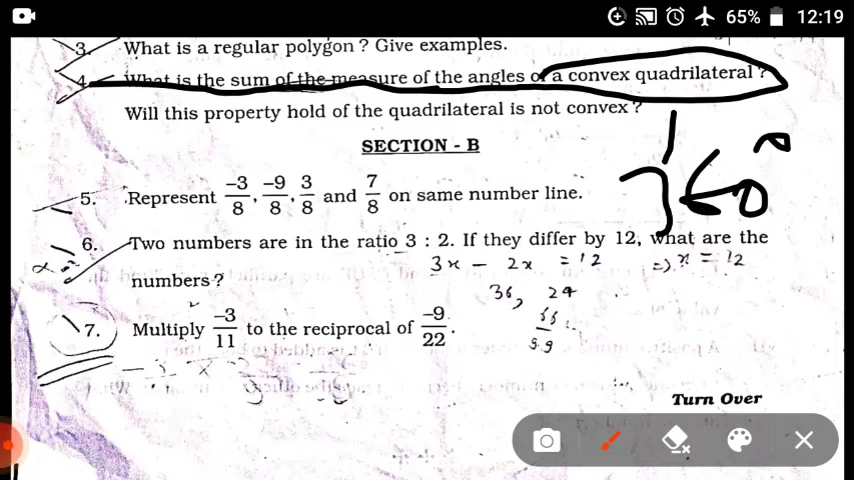 65% 12:19
3. What is a regular polygon ? Give examples.
4. What is the sum of the measure of the angles of a convex quadrilateral ?
Will this property hold of the quadrilateral is not convex ?
360°
SECTION - B
5. Represent -3/8, -9/8, 3/8 and 7/8 on same number line.
6. Two numbers are in the ratio 3 : 2. If they differ by 12, what are the
3x - 2x = 12 => x = 12
numbers ?
36, 24
7. Multiply -3/11 to the reciprocal of -9/22.
Turn Over